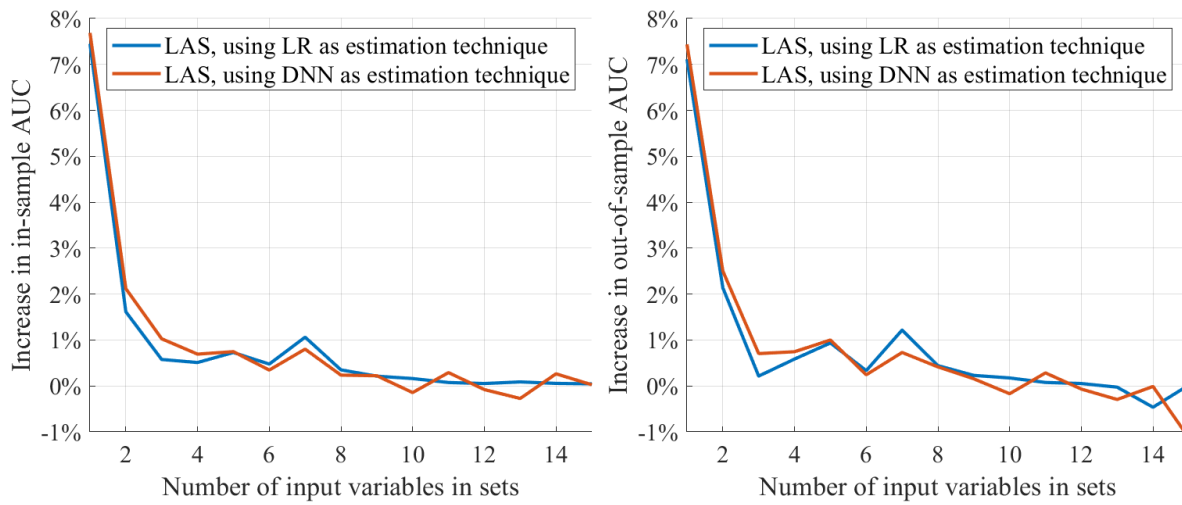 Increase in in-sample AUC
8%
7%
6%
5%
4%
3%
2%
1%
0%
-1%
LAS, using LR as estimation technique
LAS, using DNN as estimation technique
2 4 6 8 10 12 14
Number of input variables in sets
Increase in out-of-sample AUC
8%
7%
6%
5%
4%
3%
2%
1%
0%
-1%
LAS, using LR as estimation technique
LAS, using DNN as estimation technique
2 4 6 8 10 12 14
Number of input variables in sets